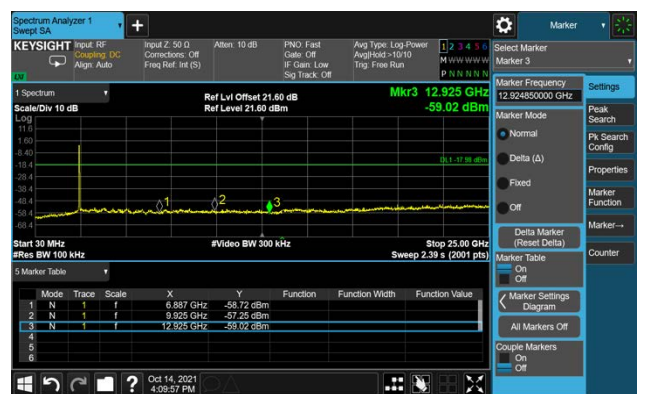 Spectrum Analyzer 1
Swept SA
Marker
KEYSIGHT
Input: RF
Coupling: DC
Align: Auto
Input Z: 50 Ω
Corrections: Off
Freq Ref: Int (S)
Atten: 10 dB
PNO: Fast
Gate: Off
IF Gain: Low
Sig Track: Off
Avg Type: Log-Power
Avg|Hold:>10/10
Trig: Free Run
1 2 3 4 5 6
M W W W W W
P N N N N N
LXI
Select Marker
Marker 3
1 Spectrum
Scale/Div 10 dB
Log
Ref Lvl Offset 21.60 dB
Ref Level 21.60 dBm
Mkr3 12.925 GHz
-59.02 dBm
11.6
1.60
-8.40
-18.4
-28.4
-38.4
-48.4
-58.4
-68.4
DL1 -17.98 dBm
1
2
3
Start 30 MHz
#Res BW 100 kHz
#Video BW 300 kHz
Stop 25.00 GHz
Sweep 2.39 s (2001 pts)
5 Marker Table
Mode Trace Scale X Y Function Function Width Function Value
1 N 1 f 6.887 GHz -58.72 dBm
2 N 1 f 9.925 GHz -57.25 dBm
3 N 1 f 12.925 GHz -59.02 dBm
4
5
6
Marker Frequency
12.924850000 GHz
Marker Mode
Normal
Delta (Δ)
Fixed
Off
Delta Marker
(Reset Delta)
Marker Table
On
Off
Marker Settings
Diagram
All Markers Off
Couple Markers
On
Off
Settings
Peak
Search
Pk Search
Config
Properties
Marker
Function
Marker→
Counter
Oct 14, 2021
4:09:57 PM